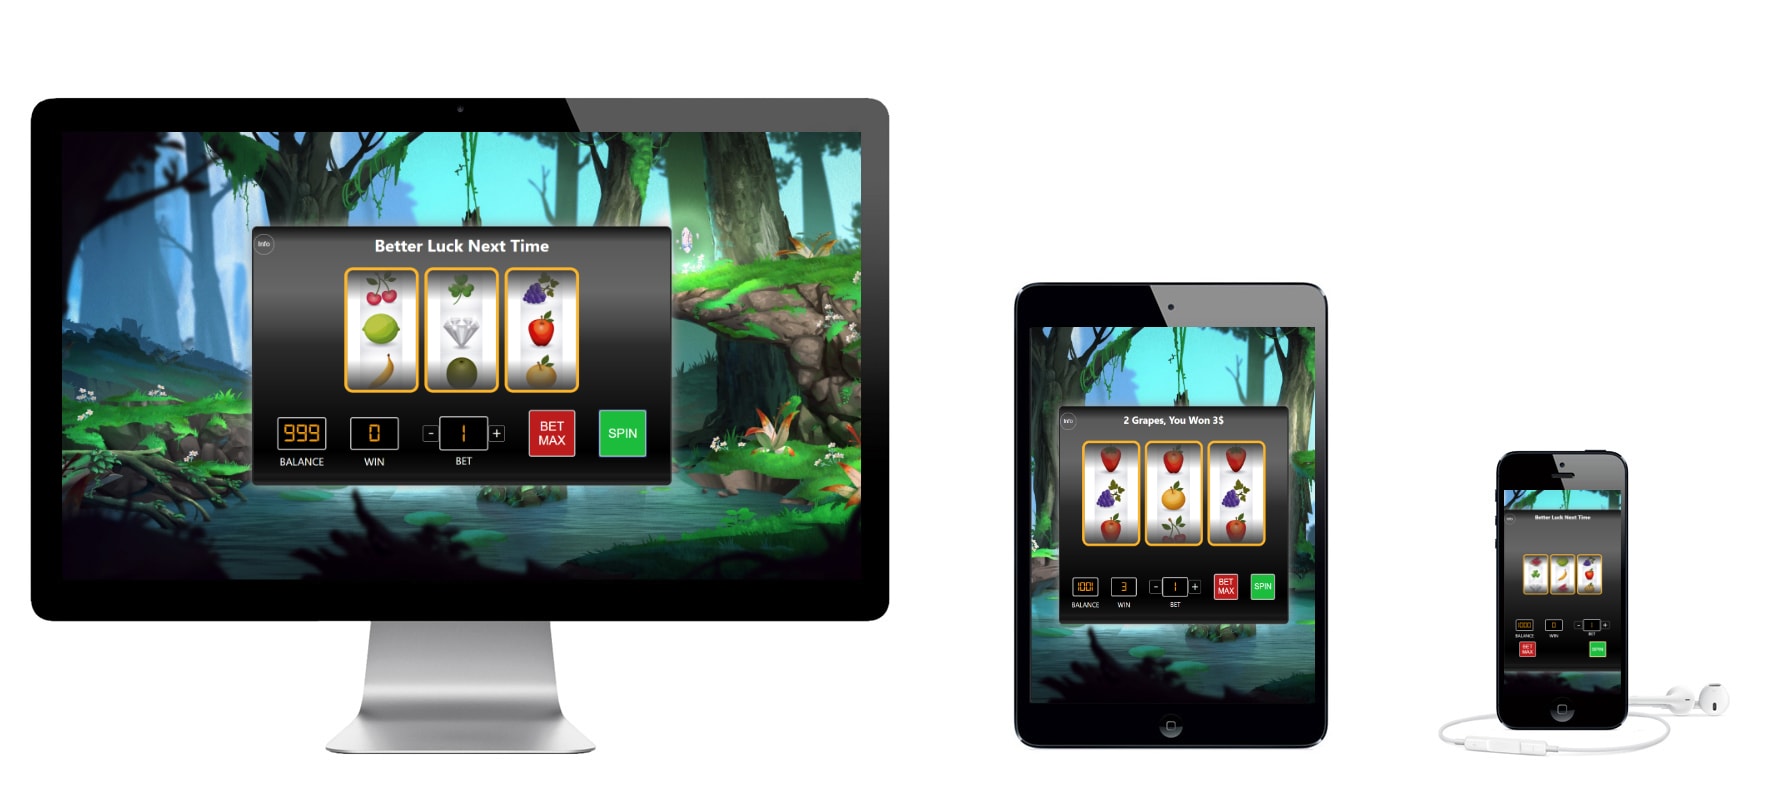 Info
Better Luck Next Time
999
0
-
1
+
BET
MAX
SPIN
BALANCE
WIN
BET
Info
2 Grapes, You Won 3$
1001
3
-
1
+
BET
MAX
SPIN
BALANCE
WIN
BET
Info
Better Luck Next Time
1000
0
-
1
+
BALANCE
WIN
BET
BET
MAX
SPIN